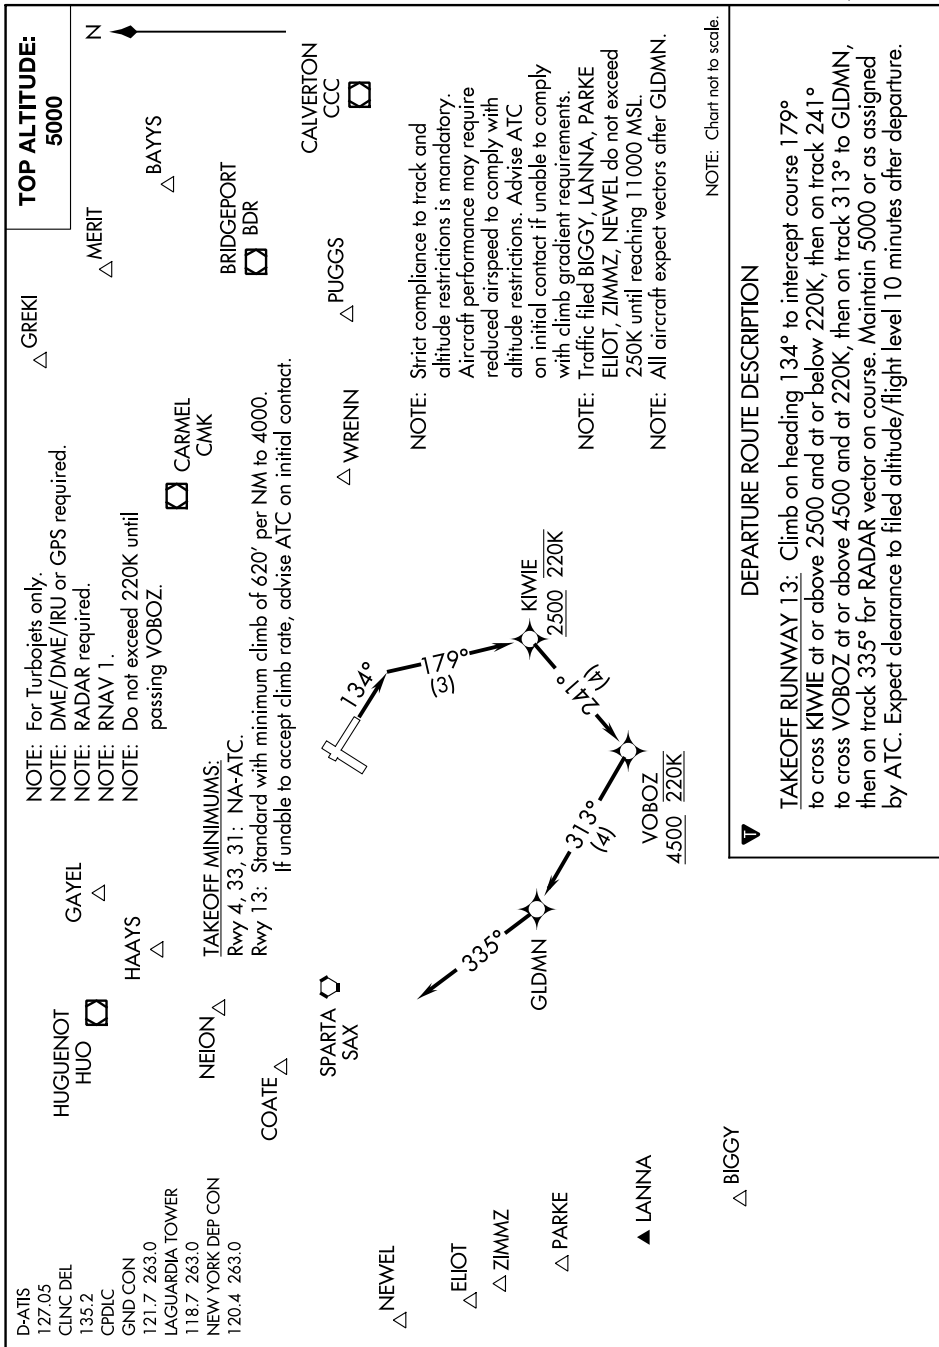 TOP ALTITUDE:
5000
N
D-ATIS
127.05
CLNC DEL
135.2
CPDLC
GND CON
121.7 263.0
LAGUARDIA TOWER
118.7 263.0
NEW YORK DEP CON
120.4 263.0
HUGUENOT
HUO
GAYEL
HAAYS
NEION
COATE
SPARTA
SAX
NEWEL
ELIOT
ZIMMZ
PARKE
LANNA
BIGGY
NOTE: For Turbojets only.
NOTE: DME/DME/IRU or GPS required.
NOTE: RADAR required.
NOTE: RNAV 1.
NOTE: Do not exceed 220K until
passing VOBOZ.
GREKI
MERIT
BAYYS
CARMEL
CMK
BRIDGEPORT
BDR
CALVERTON
CCC
PUGGS
WRENN
TAKEOFF MINIMUMS:
Rwy 4, 33, 31: NA-ATC.
Rwy 13: Standard with minimum climb of 620' per NM to 4000.
If unable to accept climb rate, advise ATC on initial contact.
134°
179°
(3)
KIWIE
2500 220K
241°
(4)
VOBOZ
4500 220K
313°
(4)
GLDMN
335°
NOTE: Strict compliance to track and
altitude restrictions is mandatory.
Aircraft performance may require
reduced airspeed to comply with
altitude restrictions. Advise ATC
on initial contact if unable to comply
with climb gradient requirements.
NOTE: Traffic filed BIGGY, LANNA, PARKE
ELIOT, ZIMMZ, NEWEL do not exceed
250K until reaching 11000 MSL.
NOTE: All aircraft expect vectors after GLDMN.
NOTE: Chart not to scale.
T
DEPARTURE ROUTE DESCRIPTION
TAKEOFF RUNWAY 13: Climb on heading 134° to intercept course 179°
to cross KIWIE at or above 2500 and at or below 220K, then on track 241°
to cross VOBOZ at or above 4500 and at 220K, then on track 313° to GLDMN,
then on track 335° for RADAR vector on course. Maintain 5000 or as assigned
by ATC. Expect clearance to filed altitude/flight level 10 minutes after departure.